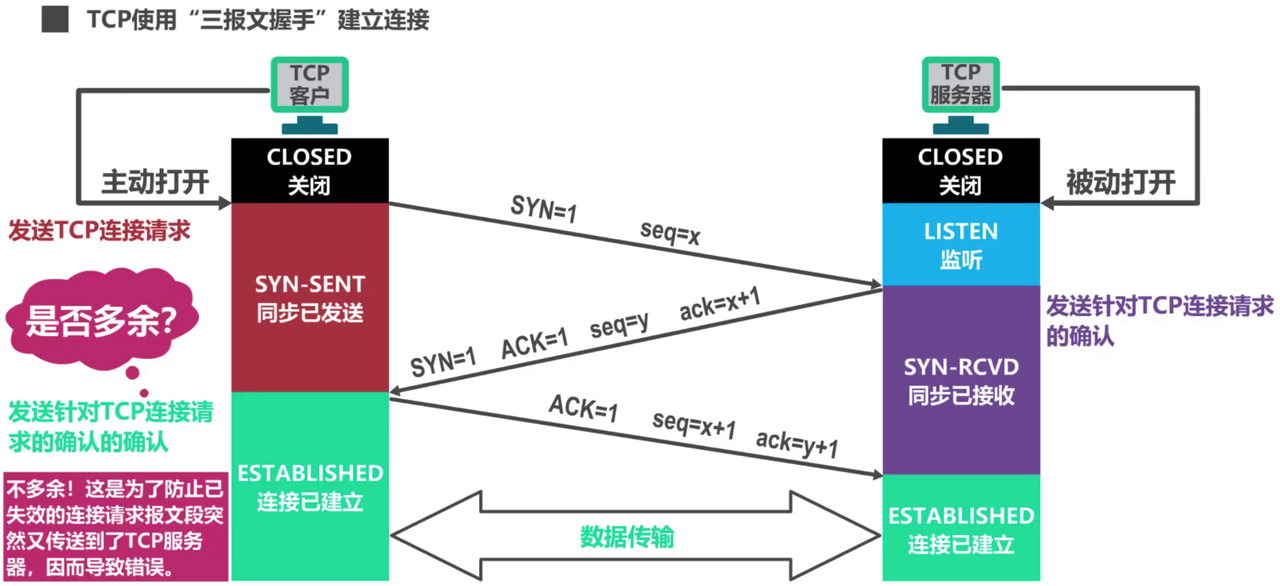 TCP使用“三报文握手”建立连接
TCP
客户
TCP
服务器
CLOSED
关闭
CLOSED
关闭
主动打开
被动打开
发送TCP连接请求
SYN=1 seq=x
LISTEN
监听
SYN-SENT
同步已发送
是否多余?
SYN=1 ACK=1 seq=y ack=x+1
发送针对TCP连接请求
的确认
SYN-RCVD
同步已接收
发送针对TCP连接请
求的确认的确认
ACK=1 seq=x+1 ack=y+1
ESTABLISHED
连接已建立
不多余！这是为了防止已
失效的连接请求报文段突
然又传送到了TCP服务
器，因而导致错误。
数据传输
ESTABLISHED
连接已建立